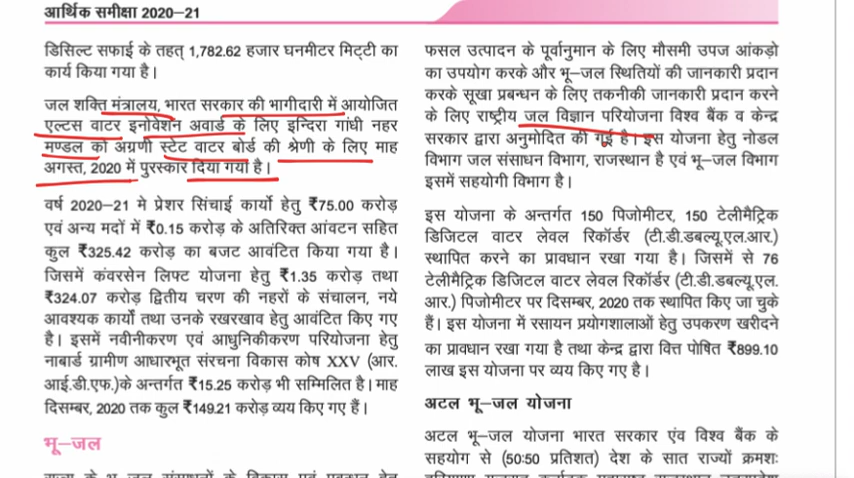 आर्थिक समीक्षा 2020–21
डिसिल्ट सफाई के तहत् 1,782.62 हजार घनमीटर मिट्टी का
कार्य किया गया है।
जल शक्ति मंत्रालय, भारत सरकार की भागीदारी में आयोजित
एल्टस वाटर इनोवेशन अवार्ड के लिए इन्दिरा गांधी नहर
मण्डल को अग्रणी स्टेट वाटर बोर्ड की श्रेणी के लिए माह
अगस्त, 2020 में पुरस्कार दिया गया है।
वर्ष 2020–21 मे प्रेशर सिंचाई कार्यो हेतु ₹75.00 करोड़
एवं अन्य मदों में ₹0.15 करोड़ के अतिरिक्त आंवटन सहित
कुल ₹325.42 करोड़ का बजट आवंटित किया गया है।
जिसमें कंवरसेन लिफ्ट योजना हेतु ₹1.35 करोड़ तथा
₹324.07 करोड़ द्वितीय चरण की नहरों के संचालन, नये
आवश्यक कार्यो तथा उनके रखरखाव हेतु आवंटित किए गए
है। इसमें नवीनीकरण एवं आधुनिकीकरण परियोजना हेतु
नाबार्ड ग्रामीण आधारभूत संरचना विकास कोष XXV (आर.
आई.डी.एफ.)के अन्तर्गत ₹15.25 करोड़ भी सम्मिलित है। माह
दिसम्बर, 2020 तक कुल ₹149.21 करोड़ व्यय किए गए हैं।
भू–जल
फसल उत्पादन के पूर्वानुमान के लिए मौसमी उपज आंकड़ो
का उपयोग करके और भू–जल स्थितियों की जानकारी प्रदान
करके सूखा प्रबन्धन के लिए तकनीकी जानकारी प्रदान करने
के लिए राष्ट्रीय जल विज्ञान परियोजना विश्व बैंक व केन्द्र
सरकार द्वारा अनुमोदित की गई है। इस योजना हेतु नोडल
विभाग जल संसाधन विभाग, राजस्थान है एवं भू–जल विभाग
इसमें सहयोगी विभाग है।
इस योजना के अन्तर्गत 150 पिजोमीटर, 150 टेलीमैट्रिक
डिजिटल वाटर लेवल रिकॉर्डर (टी.डी.डबल्यू.एल.आर.)
स्थापित करने का प्रावधान रखा गया है। जिसमें से 76
टेलीमैट्रिक डिजिटल वाटर लेवल रिकॉर्डर (टी.डी.डबल्यू.एल.
आर.) पिजोमीटर पर दिसम्बर, 2020 तक स्थापित किए जा चुके
हैं। इस योजना में रसायन प्रयोगशालाओं हेतु उपकरण खरीदने
का प्रावधान रखा गया है तथा केन्द्र द्वारा वित्त पोषित ₹899.10
लाख इस योजना पर व्यय किए गए है।
अटल भू–जल योजना
अटल भू–जल योजना भारत सरकार एंव विश्व बैंक के
सहयोग से (50:50 प्रतिशत) देश के सात राज्यों क्रमशः